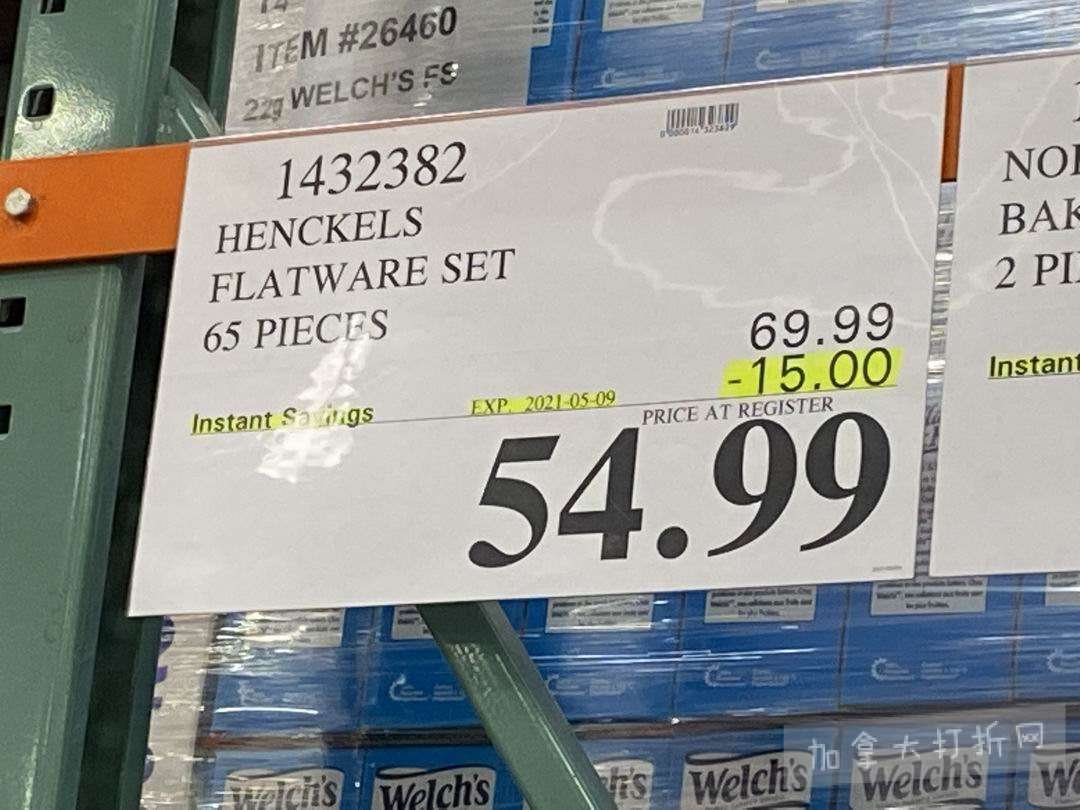 ITEM #26460
22g WELCH'S FS
1432382
HENCKELS
FLATWARE SET
65 PIECES
69.99
-15.00
Instant Savings
EXP. 2021-05-09
PRICE AT REGISTER
54.99
NO
BAK
2 PI
Instant
Welch's
Welch's
h's
Welch's
Welch's
We
加拿大打折网